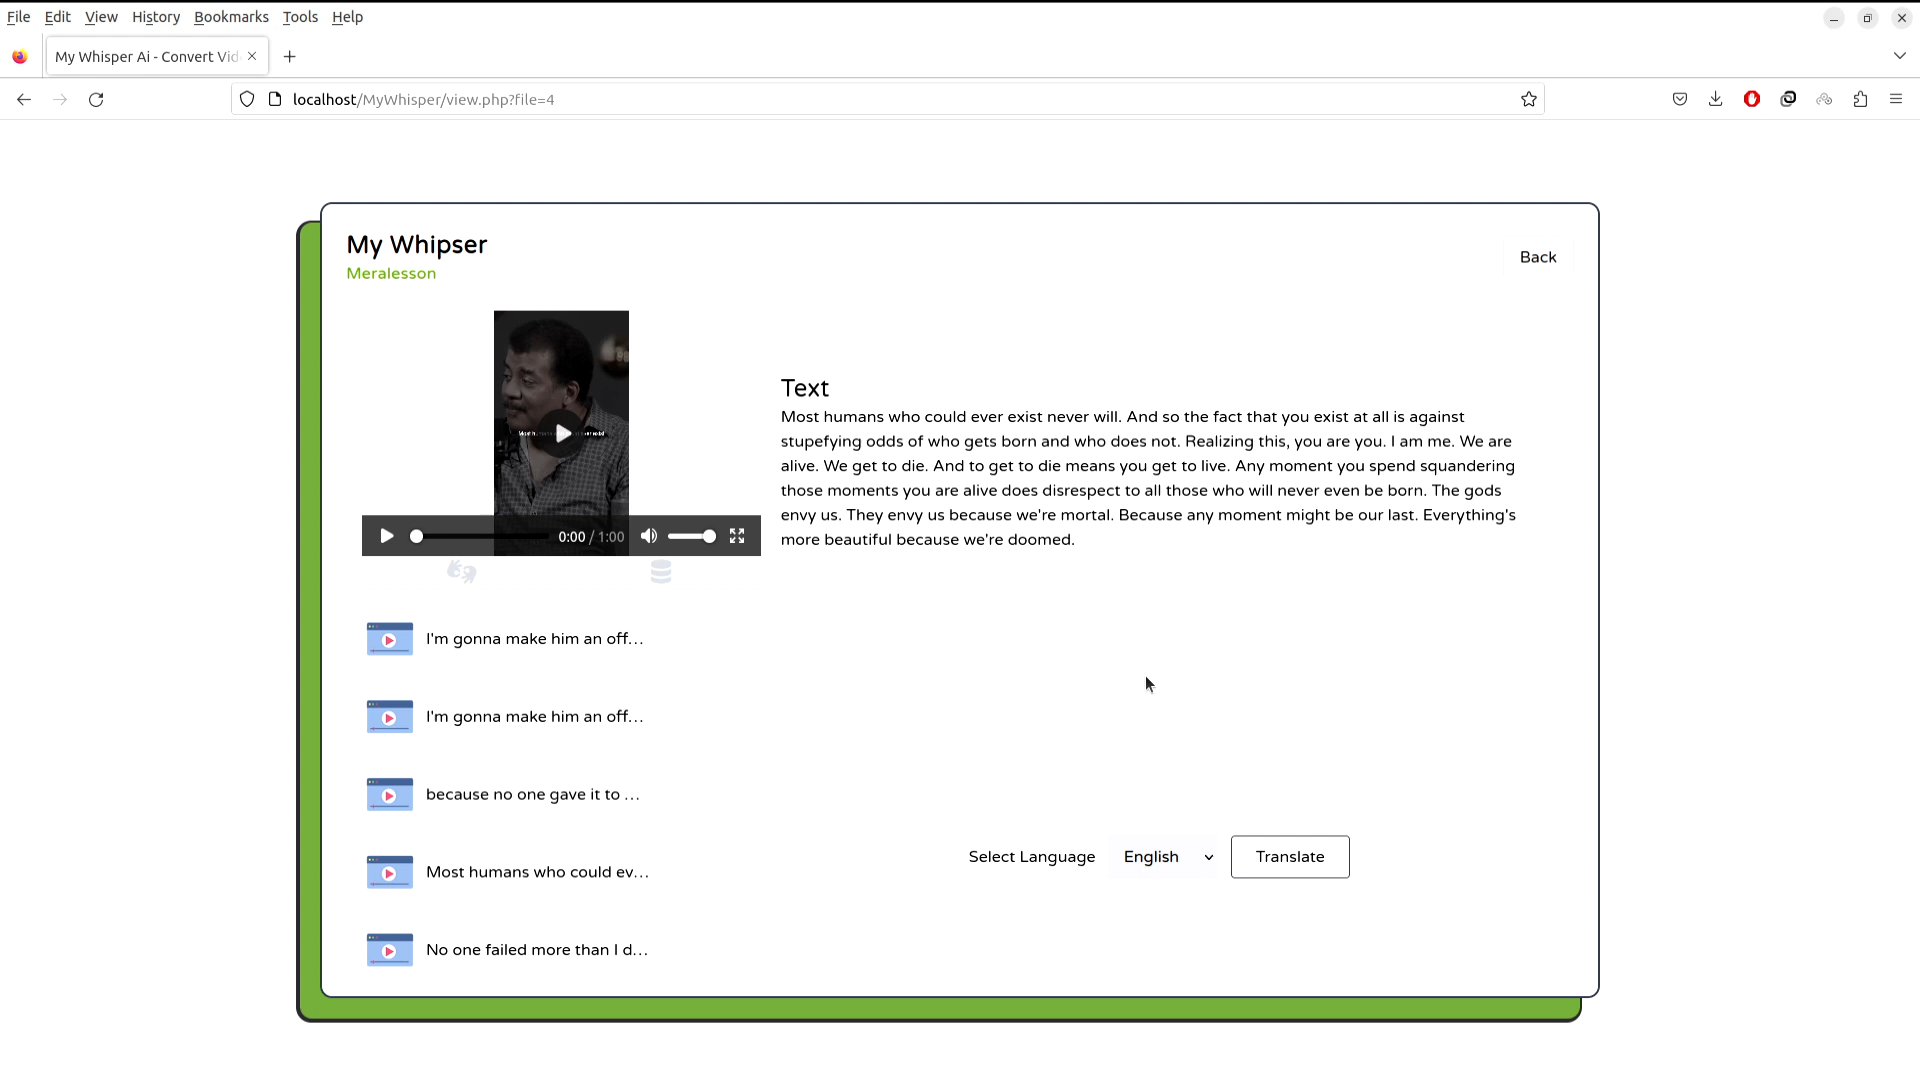 File Edit View History Bookmarks Tools Help
My Whisper Ai - Convert Vid
localhost/MyWhisper/view.php?file=4
My Whipser
Meralesson
Back
0:00 / 1:00
Text
Most humans who could ever exist never will. And so the fact that you exist at all is against
stupefying odds of who gets born and who does not. Realizing this, you are you. I am me. We are
alive. We get to die. And to get to die means you get to live. Any moment you spend squandering
those moments you are alive does disrespect to all those who will never even be born. The gods
envy us. They envy us because we're mortal. Because any moment might be our last. Everything's
more beautiful because we're doomed.
I'm gonna make him an off...
I'm gonna make him an off...
because no one gave it to ...
Most humans who could ev...
No one failed more than I d...
Select Language English Translate